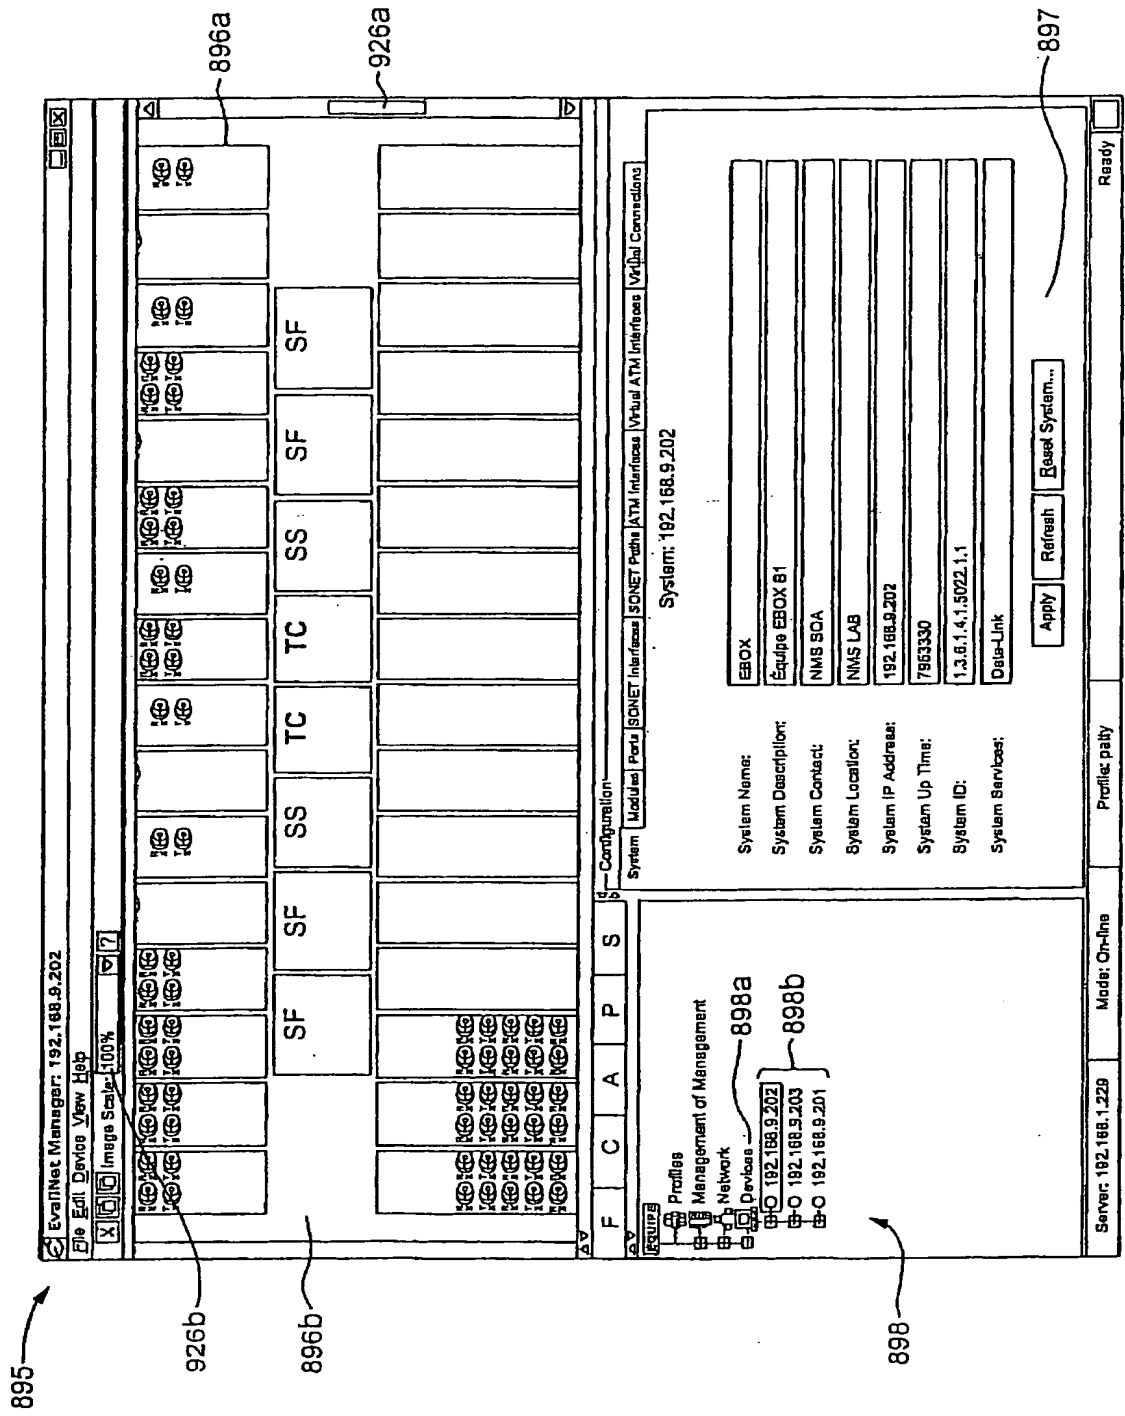 895
EvallNet Manager: 192.168.9.202
File Edit Device View Help
Image Scale: 100% ?
896a
926a
926b
896b
SF SF SS TC TC SS SF SF
F C A P S
EQUIPE
Profiles
Management of Management
Network
Devices
192.168.9.202
192.168.9.203
192.168.9.201
898a
898b
898
Configuration
System Modules Ports SONET Interfaces SONET Paths ATM Interfaces Virtual ATM Interfaces Virtual Connections
System: 192.168.9.202
System Name: EBOX
System Description: Equipe EBOX 81
System Contact: NMS SQA
System Location: NMS LAB
System IP Address: 192.168.9.202
System Up Time: 7963330
System ID: 1.3.6.1.4.1.5022.1.1
System Services: Data-Link
Apply Refresh Reset System...
897
Server: 192.168.1.229 Mode: On-line Profile: patty Ready